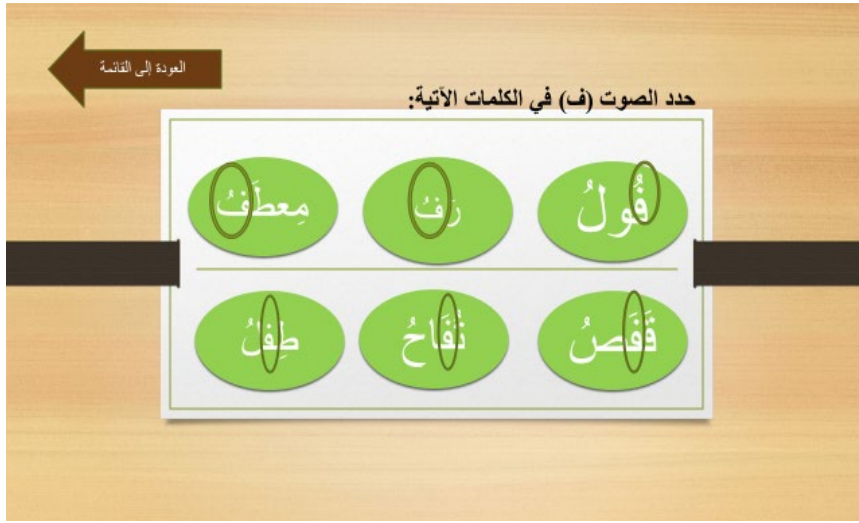 العودة إلى القائمة
حدد الصوت (ف) في الكلمات الآتية:
فُولُ رَفُ مِعطَفُ
قَفَصُ تُفَاحُ طِفلُ